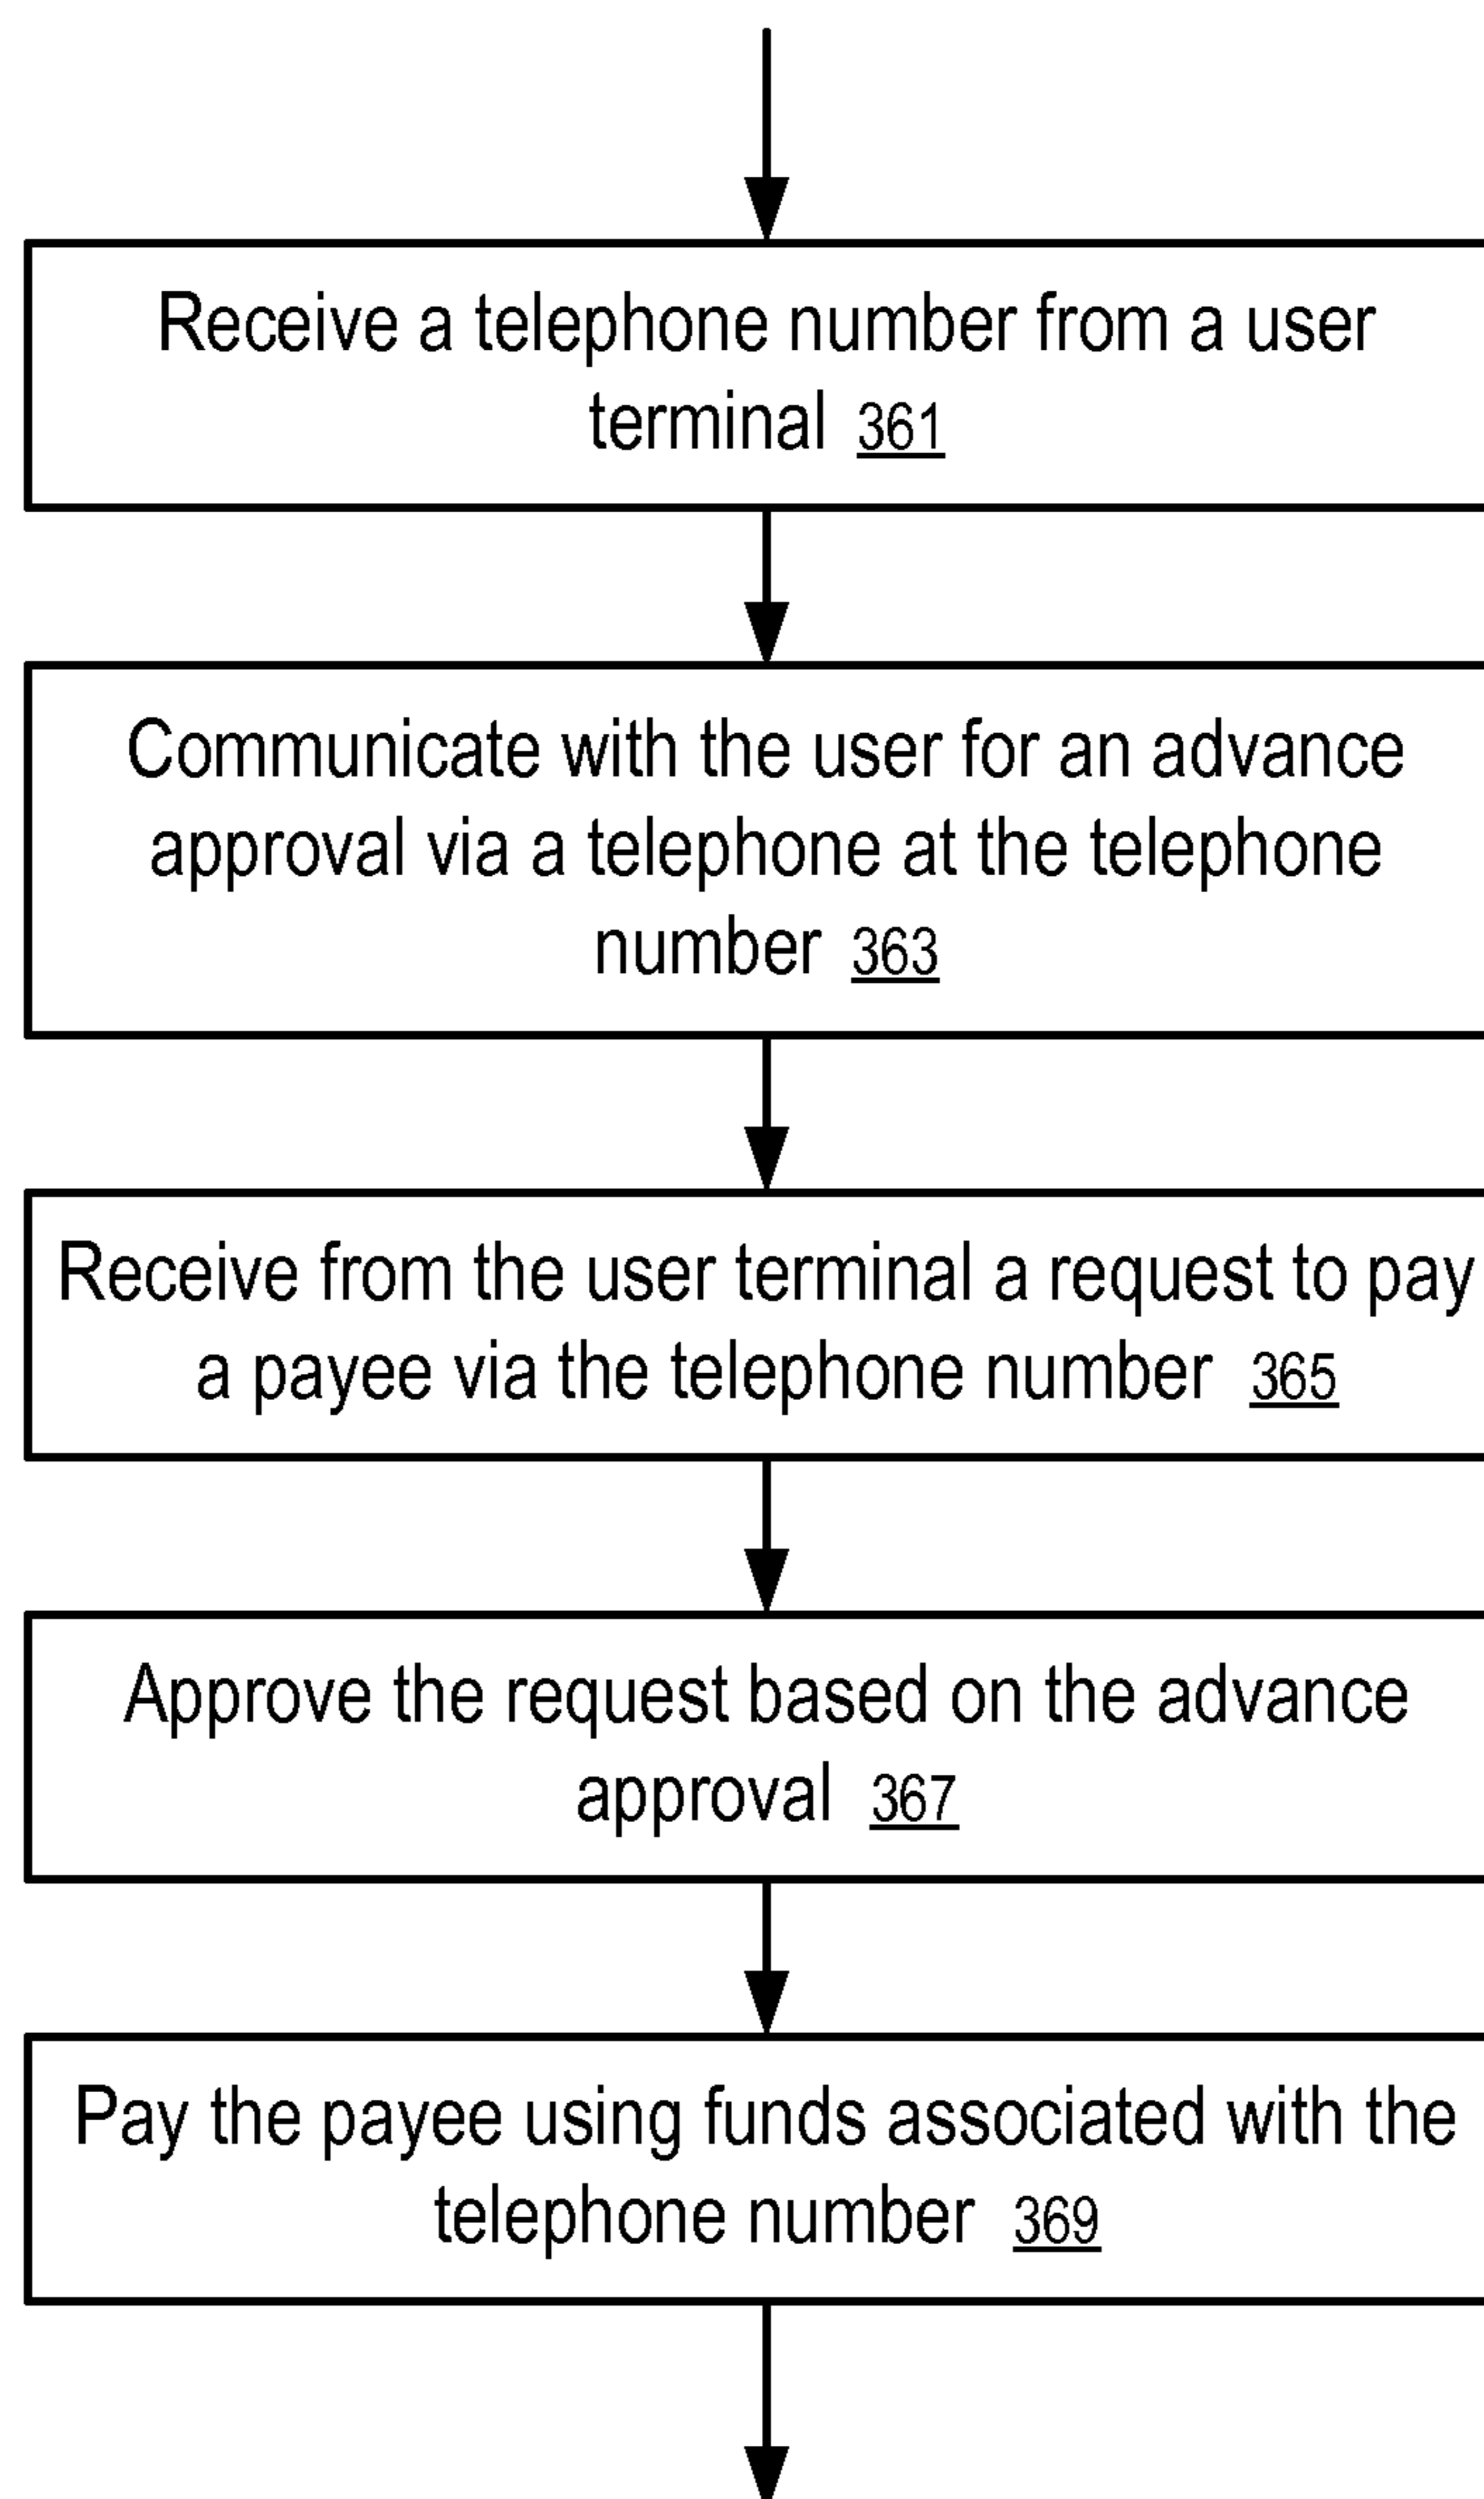 Receive a telephone number from a user
terminal 361
Communicate with the user for an advance
approval via a telephone at the telephone
number 363
Receive from the user terminal a request to pay
a payee via the telephone number 365
Approve the request based on the advance
approval 367
Pay the payee using funds associated with the
telephone number 369